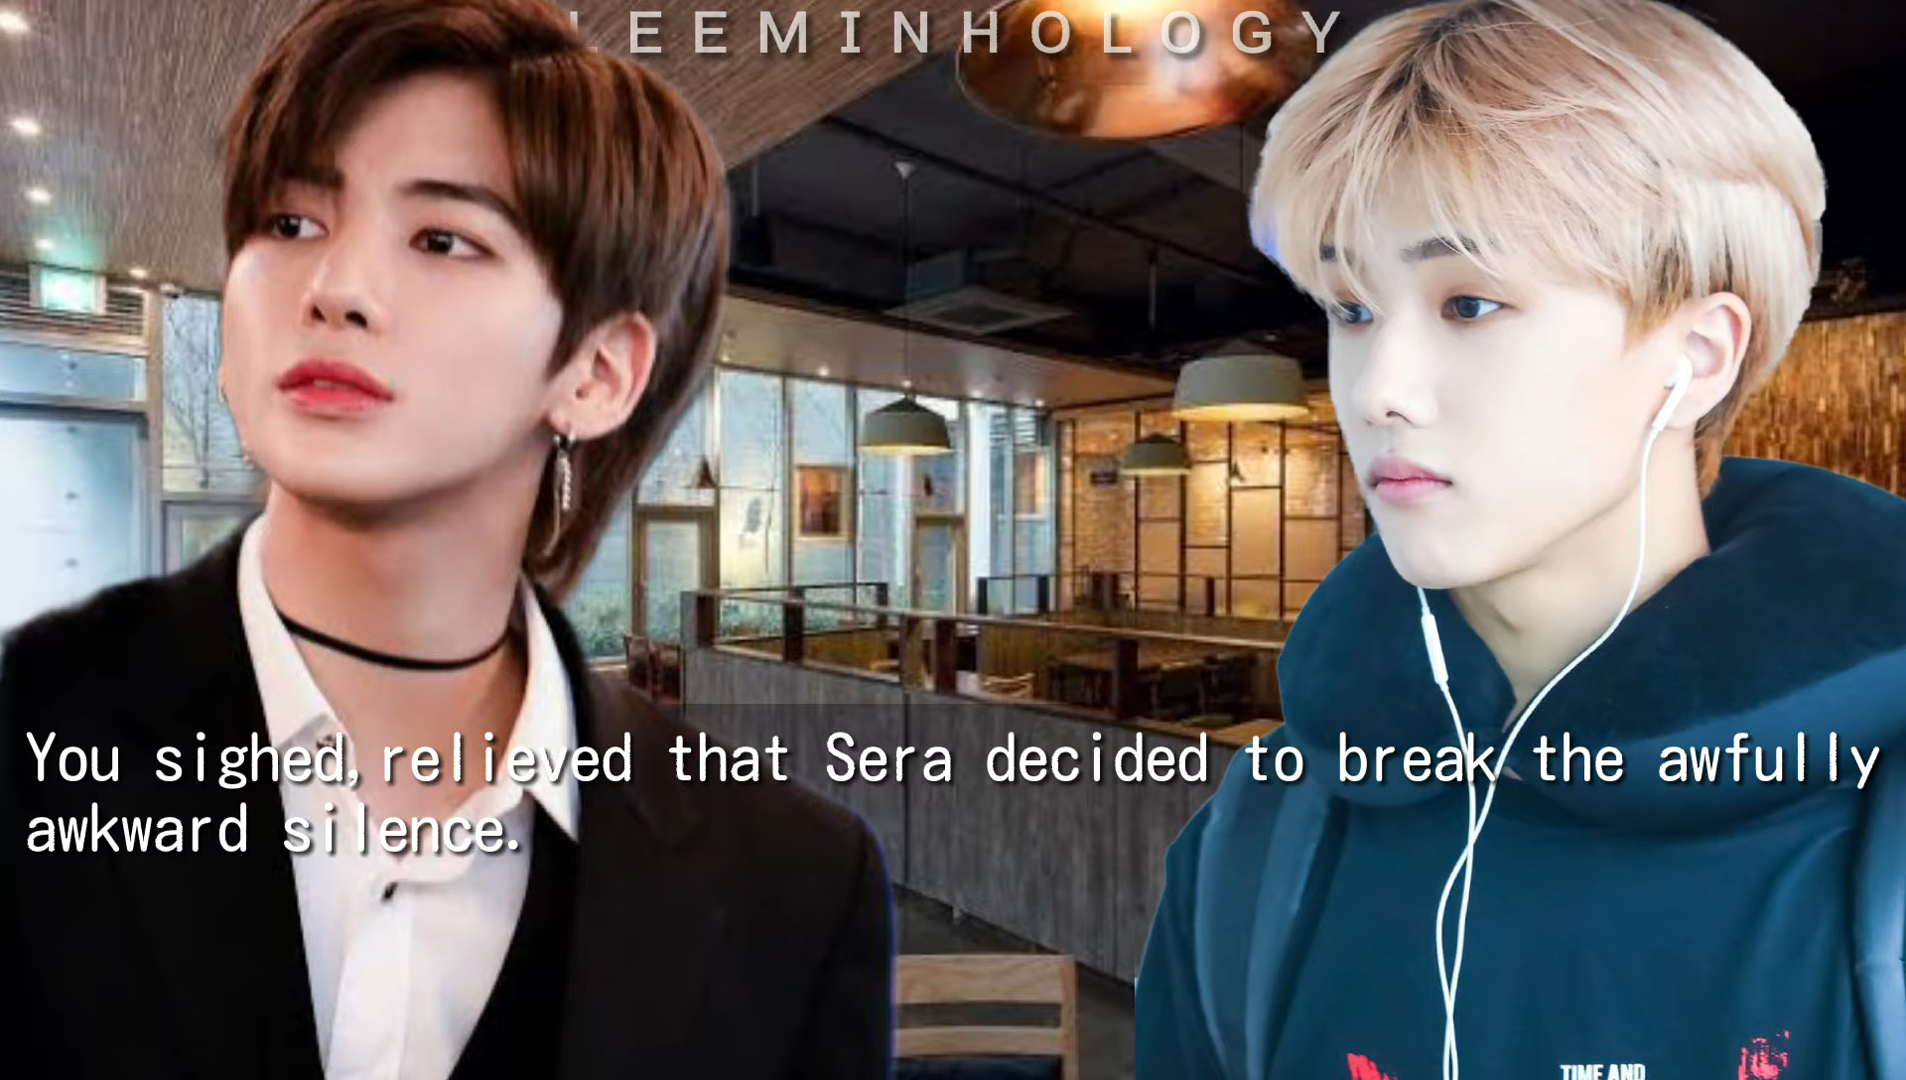 LEEMINHOLOGY
You sighed, relieved that Sera decided to break the awfully
awkward silence.
TIME AND